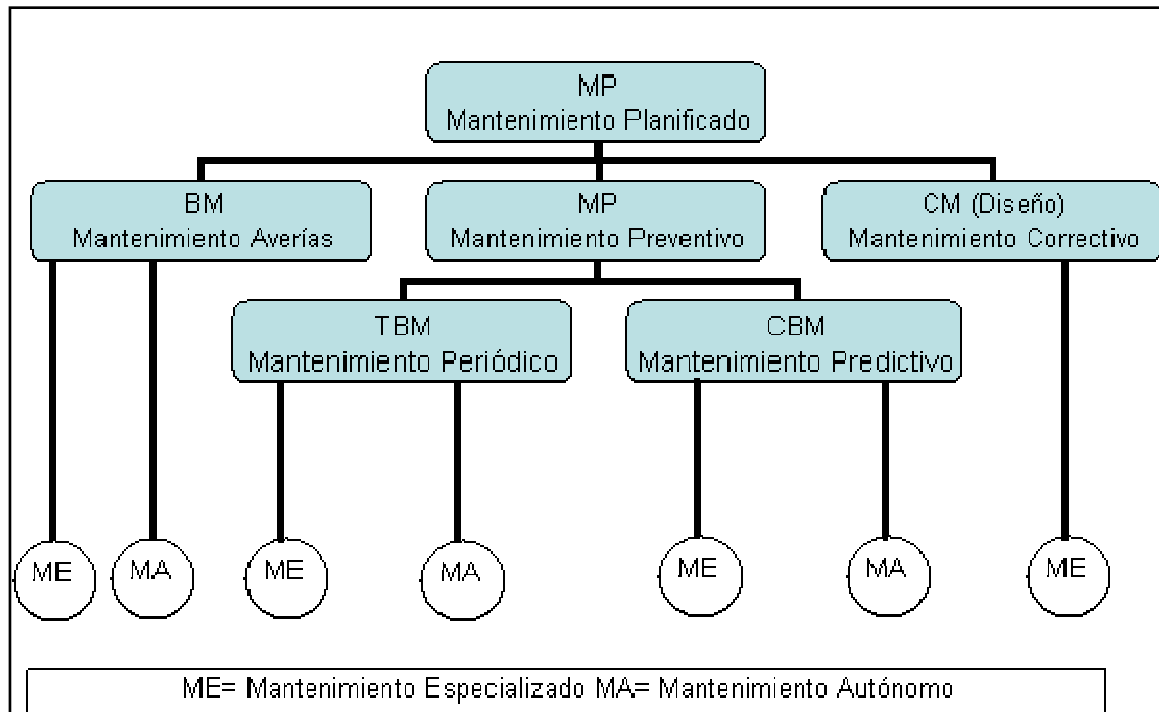 MP
Mantenimiento Planificado
BM
Mantenimiento Averías
MP
Mantenimiento Preventivo
CM (Diseño)
Mantenimiento Correctivo
TBM
Mantenimiento Periódico
CBM
Mantenimiento Predictivo
ME
MA
ME
MA
ME
MA
ME
ME= Mantenimiento Especializado MA= Mantenimiento Autónomo